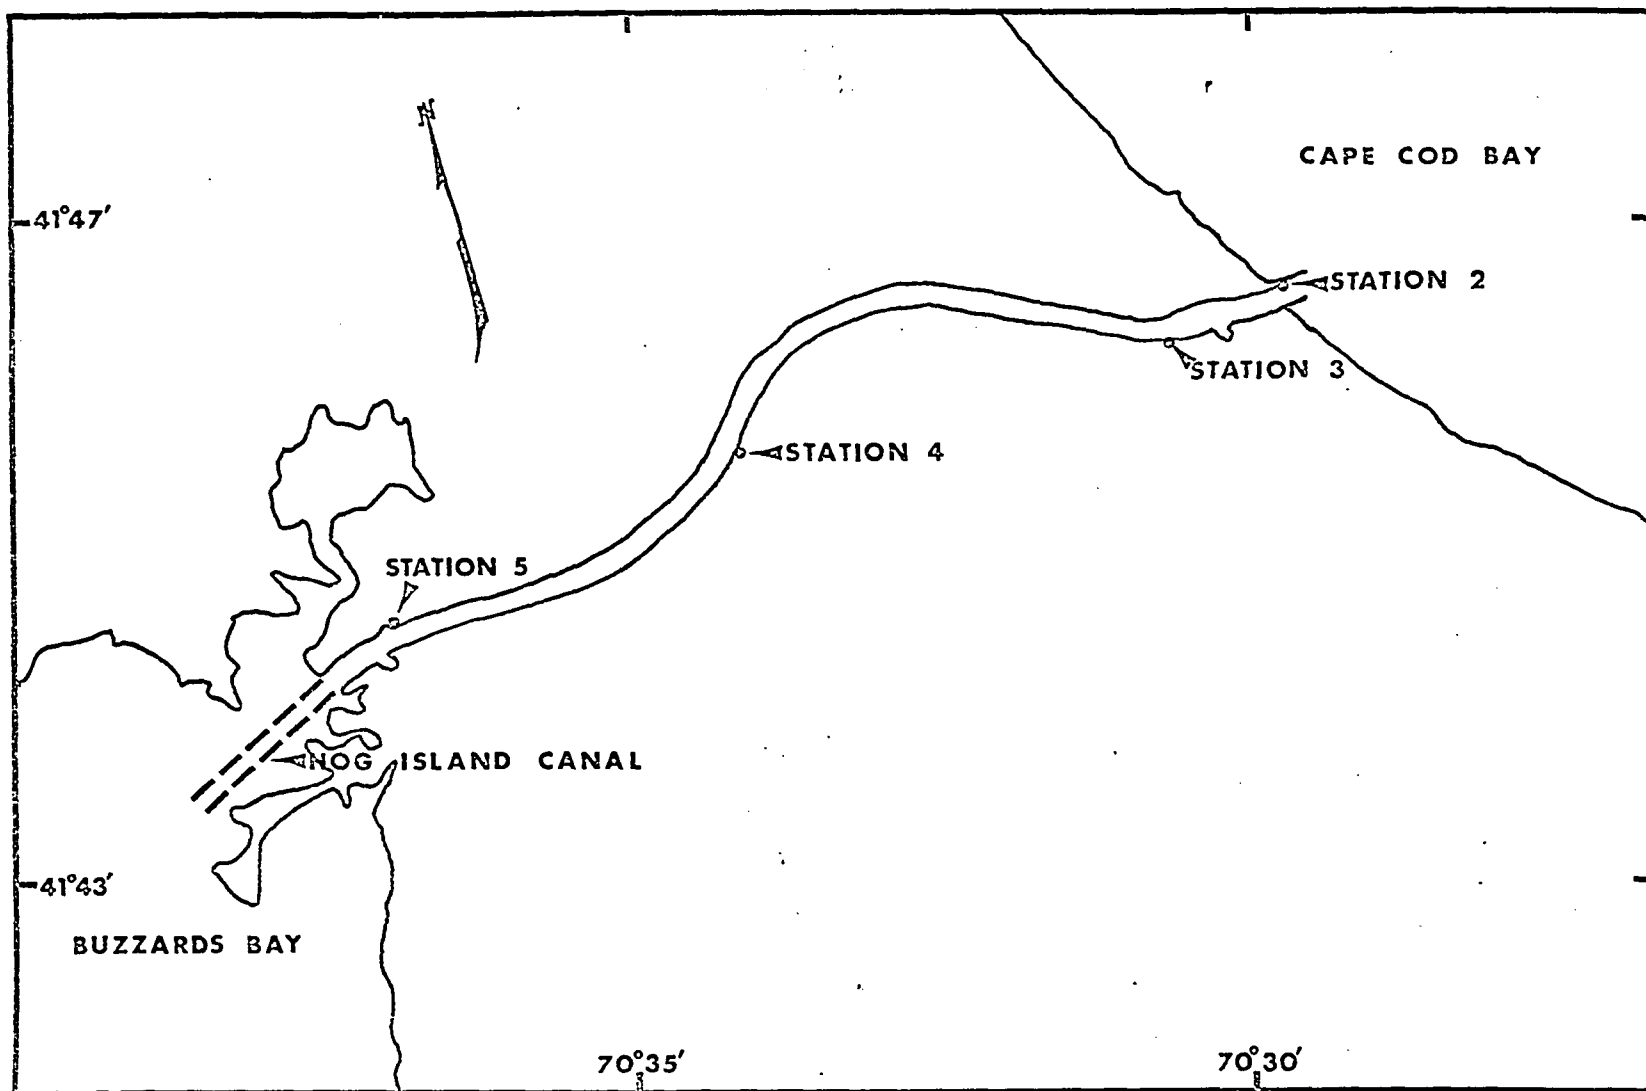 N
CAPE COD BAY
41°47'
STATION 2
STATION 3
STATION 4
STATION 5
HOG ISLAND CANAL
41°43'
BUZZARDS BAY
70°35'
70°30'